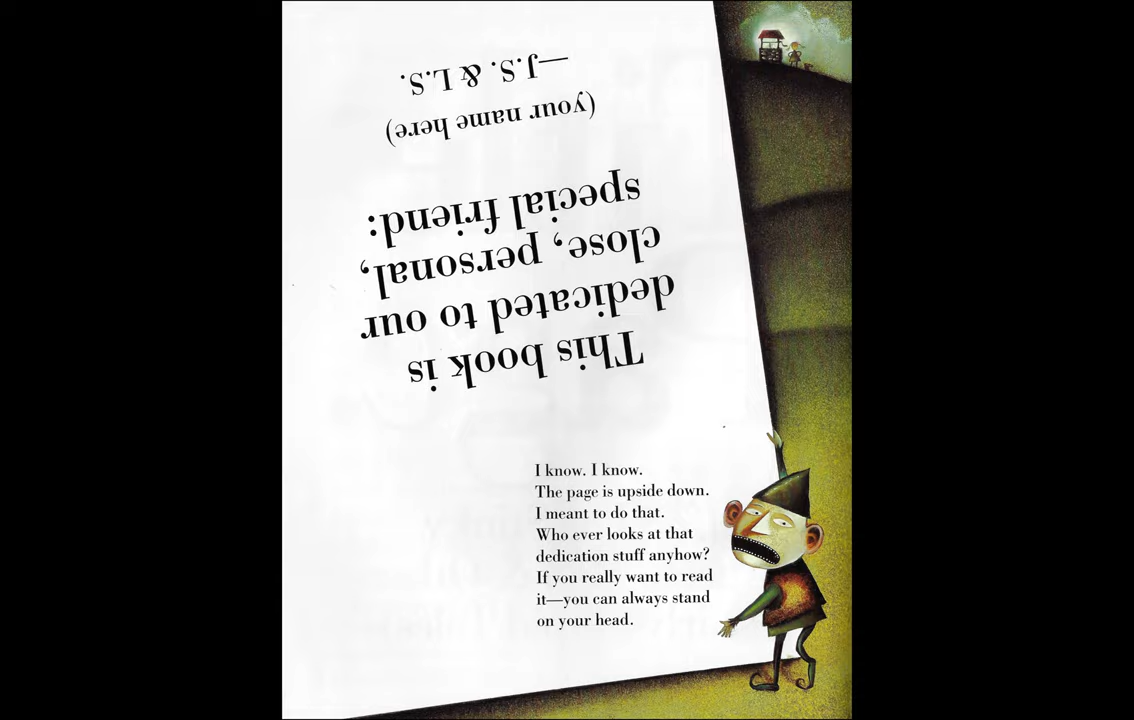 This book is
dedicated to our
close, personal,
special friend:
(your name here)
—J.S. & L.S.
I know. I know.
The page is upside down.
I meant to do that.
Who ever looks at that
dedication stuff anyhow?
If you really want to read
it—you can always stand
on your head.